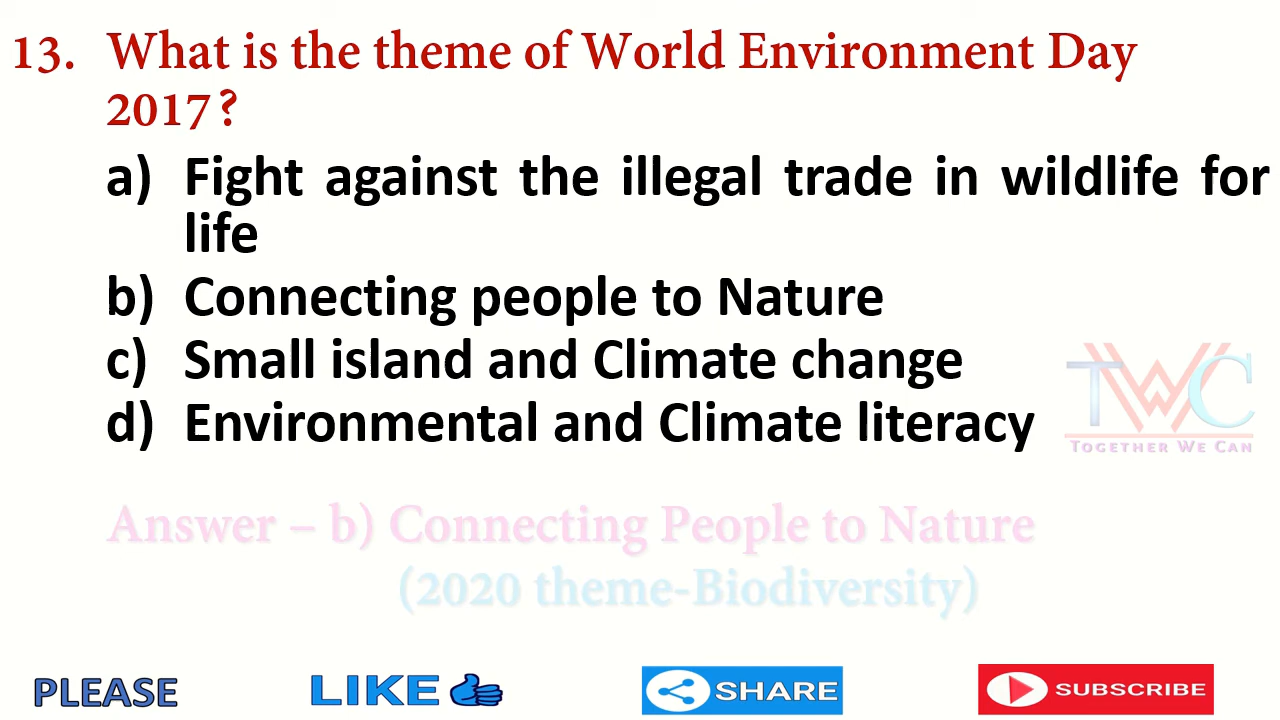 13. What is the theme of World Environment Day
2017?
a) Fight against the illegal trade in wildlife for
life
b) Connecting people to Nature
c) Small island and Climate change
d) Environmental and Climate literacy
TWC
TOGETHER WE CAN
Answer – b) Connecting People to Nature
(2020 theme-Biodiversity)
PLEASE LIKE SHARE SUBSCRIBE